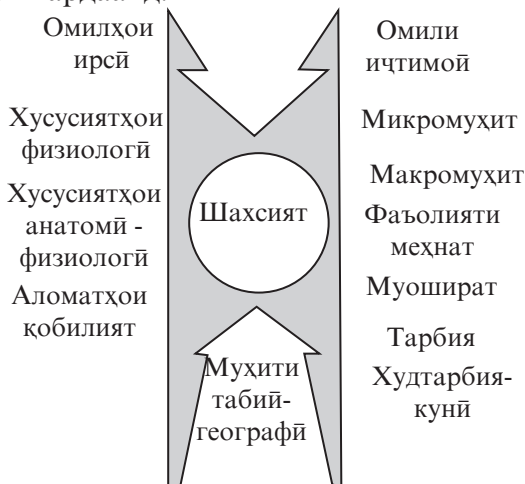 Омилҳои
ирсӣ
Хусусиятҳои
физиологӣ
Хусусиятҳои
анатомӣ -
физиологӣ
Аломатҳои
қобилият
Шахсият
Муҳити
табиӣ-
географӣ
Омили
иҷтимоӣ
Микромуҳит
Макромуҳит
Фаъолияти
меҳнат
Муошират
Тарбия
Худтарбия-
кунӣ